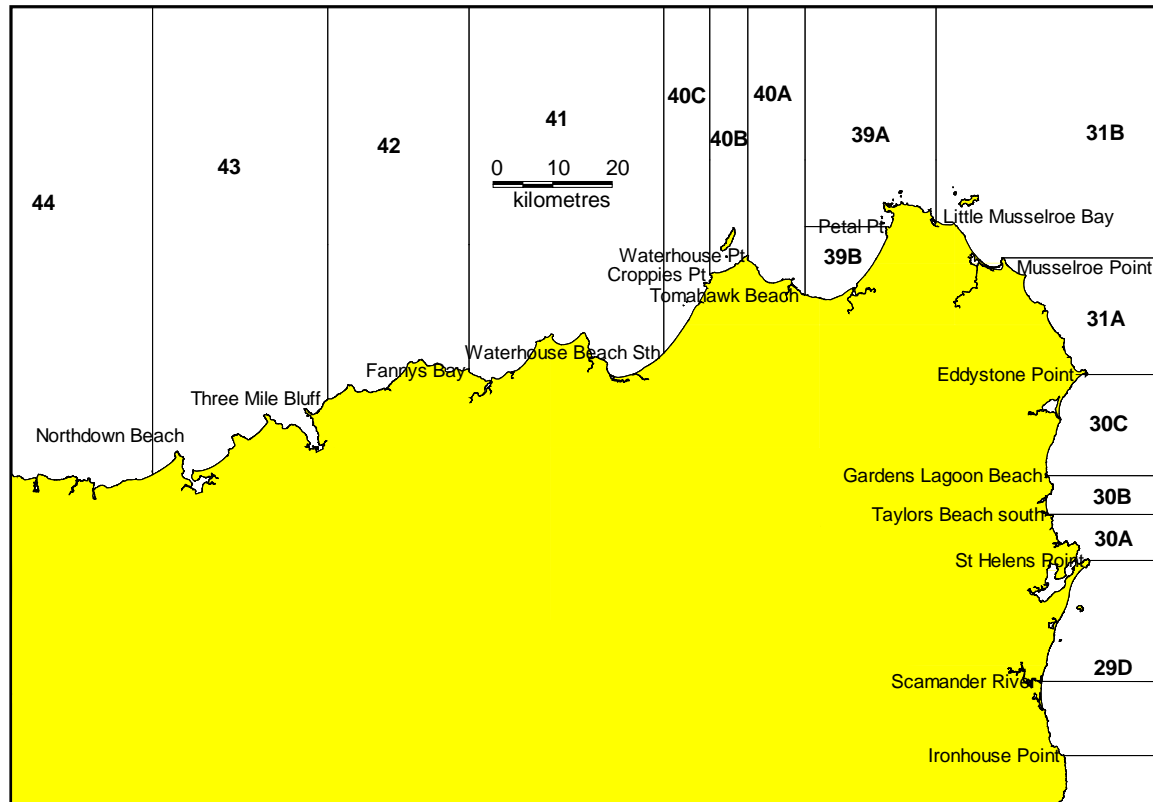 40C
40A
41
31B
39A
40B
42
43
0 10 20
44
kilometres
Little Musselroe Bay
Petal Pt
Waterhouse Pt
39B
Musselroe Point
Croppies Pt
Tomahawk Beach
31A
Waterhouse Beach Sth
Fannys Bay
Eddystone Point
Three Mile Bluff
30C
Northdown Beach
Gardens Lagoon Beach
30B
Taylors Beach south
30A
St Helens Point
29D
Scamander River
Ironhouse Point